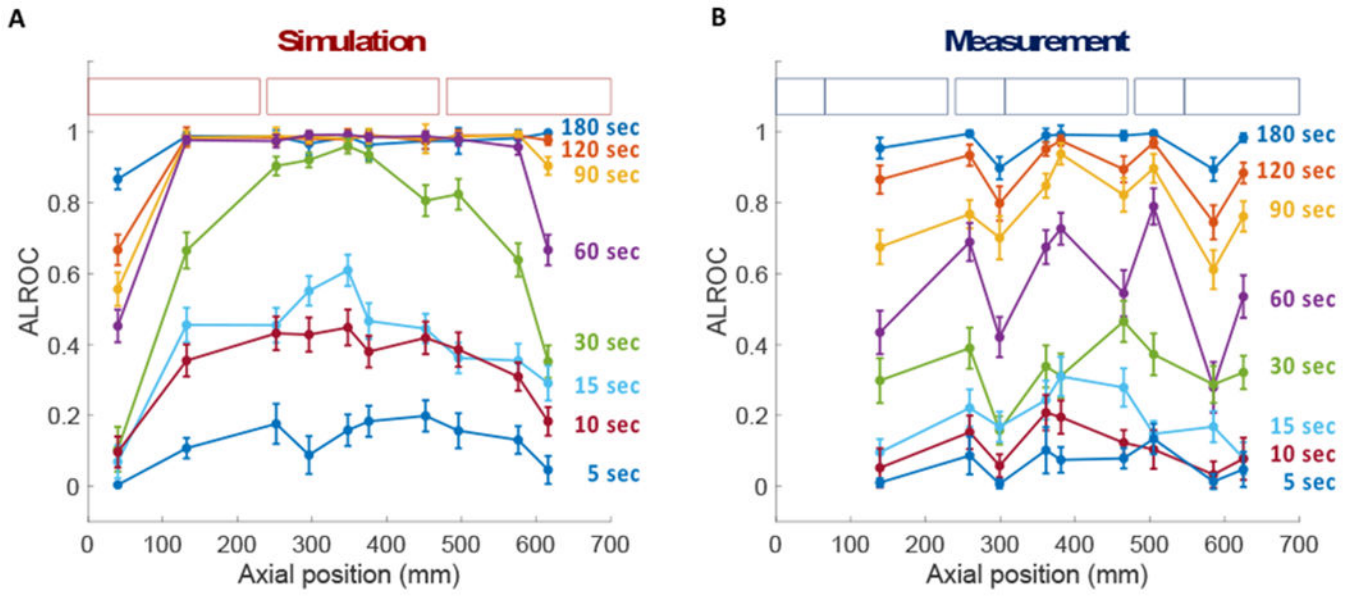 A
Simulation
1
0.8
0.6
0.4
0.2
0
ALROC
180 sec
120 sec
90 sec
60 sec
30 sec
15 sec
10 sec
5 sec
0 100 200 300 400 500 600 700
Axial position (mm)
B
Measurement
1
0.8
0.6
0.4
0.2
0
ALROC
180 sec
120 sec
90 sec
60 sec
30 sec
15 sec
10 sec
5 sec
0 100 200 300 400 500 600 700
Axial position (mm)